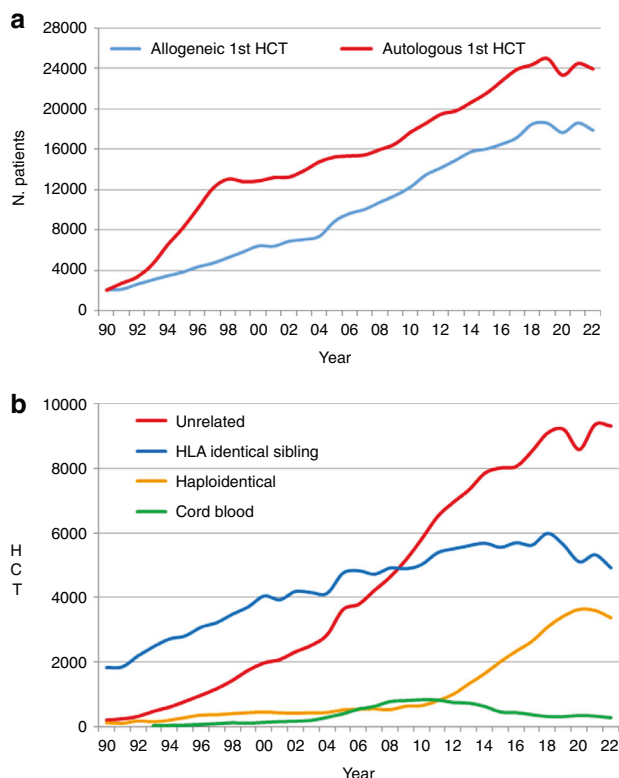 a
28000
24000
20000
16000
12000
8000
4000
0
N. patients
Allogeneic 1st HCT
Autologous 1st HCT
90 92 94 96 98 00 02 04 06 08 10 12 14 16 18 20 22
Year
b
10000
8000
6000
4000
2000
0
H
C
T
Unrelated
HLA identical sibling
Haploidentical
Cord blood
90 92 94 96 98 00 02 04 06 08 10 12 14 16 18 20 22
Year